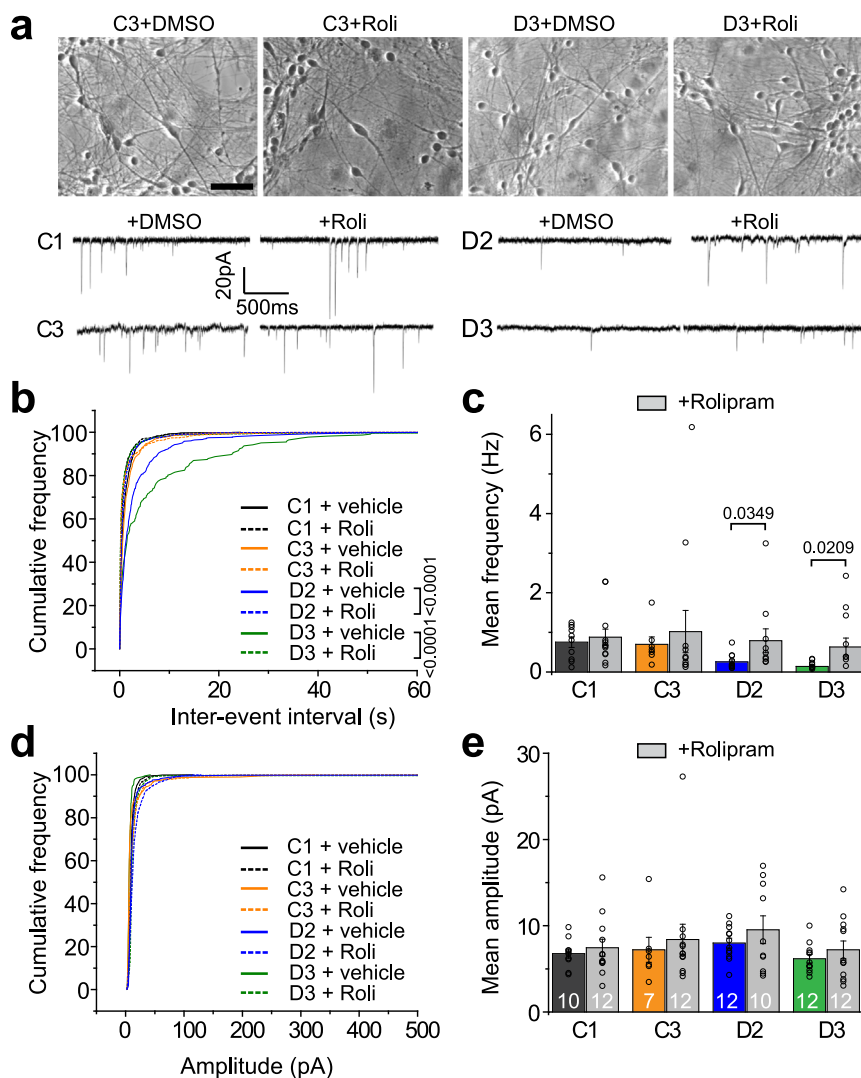 a
C3+DMSO C3+Roli D3+DMSO D3+Roli
+DMSO +Roli +DMSO +Roli
C1 D2
20pA
500ms
C3 D3
b
Cumulative frequency
100
80
60
40
20
0
C1 + vehicle
C1 + Roli
C3 + vehicle
C3 + Roli
D2 + vehicle
D2 + Roli
D3 + vehicle
D3 + Roli
<0.0001
<0.0001
0 20 40 60
Inter-event interval (s)
c
+Rolipram
Mean frequency (Hz)
6
4
2
0
0.0349
0.0209
C1 C3 D2 D3
d
Cumulative frequency
100
80
60
40
20
0
C1 + vehicle
C1 + Roli
C3 + vehicle
C3 + Roli
D2 + vehicle
D2 + Roli
D3 + vehicle
D3 + Roli
0 100 200 300 400 500
Amplitude (pA)
e
+Rolipram
Mean amplitude (pA)
30
20
10
0
10 12 7 12 12 10 12 12
C1 C3 D2 D3